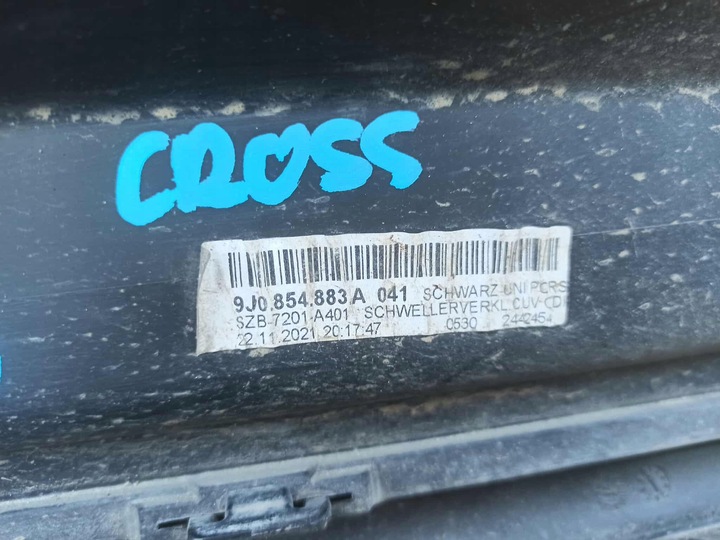 CROSS
9J0.854.883 A 041 SCHWARZ UNI PCRS
SZB-7201-A401 SCHWELLERVERKL.CUV CD
22.11.2021 20:17:47 0530 2442454